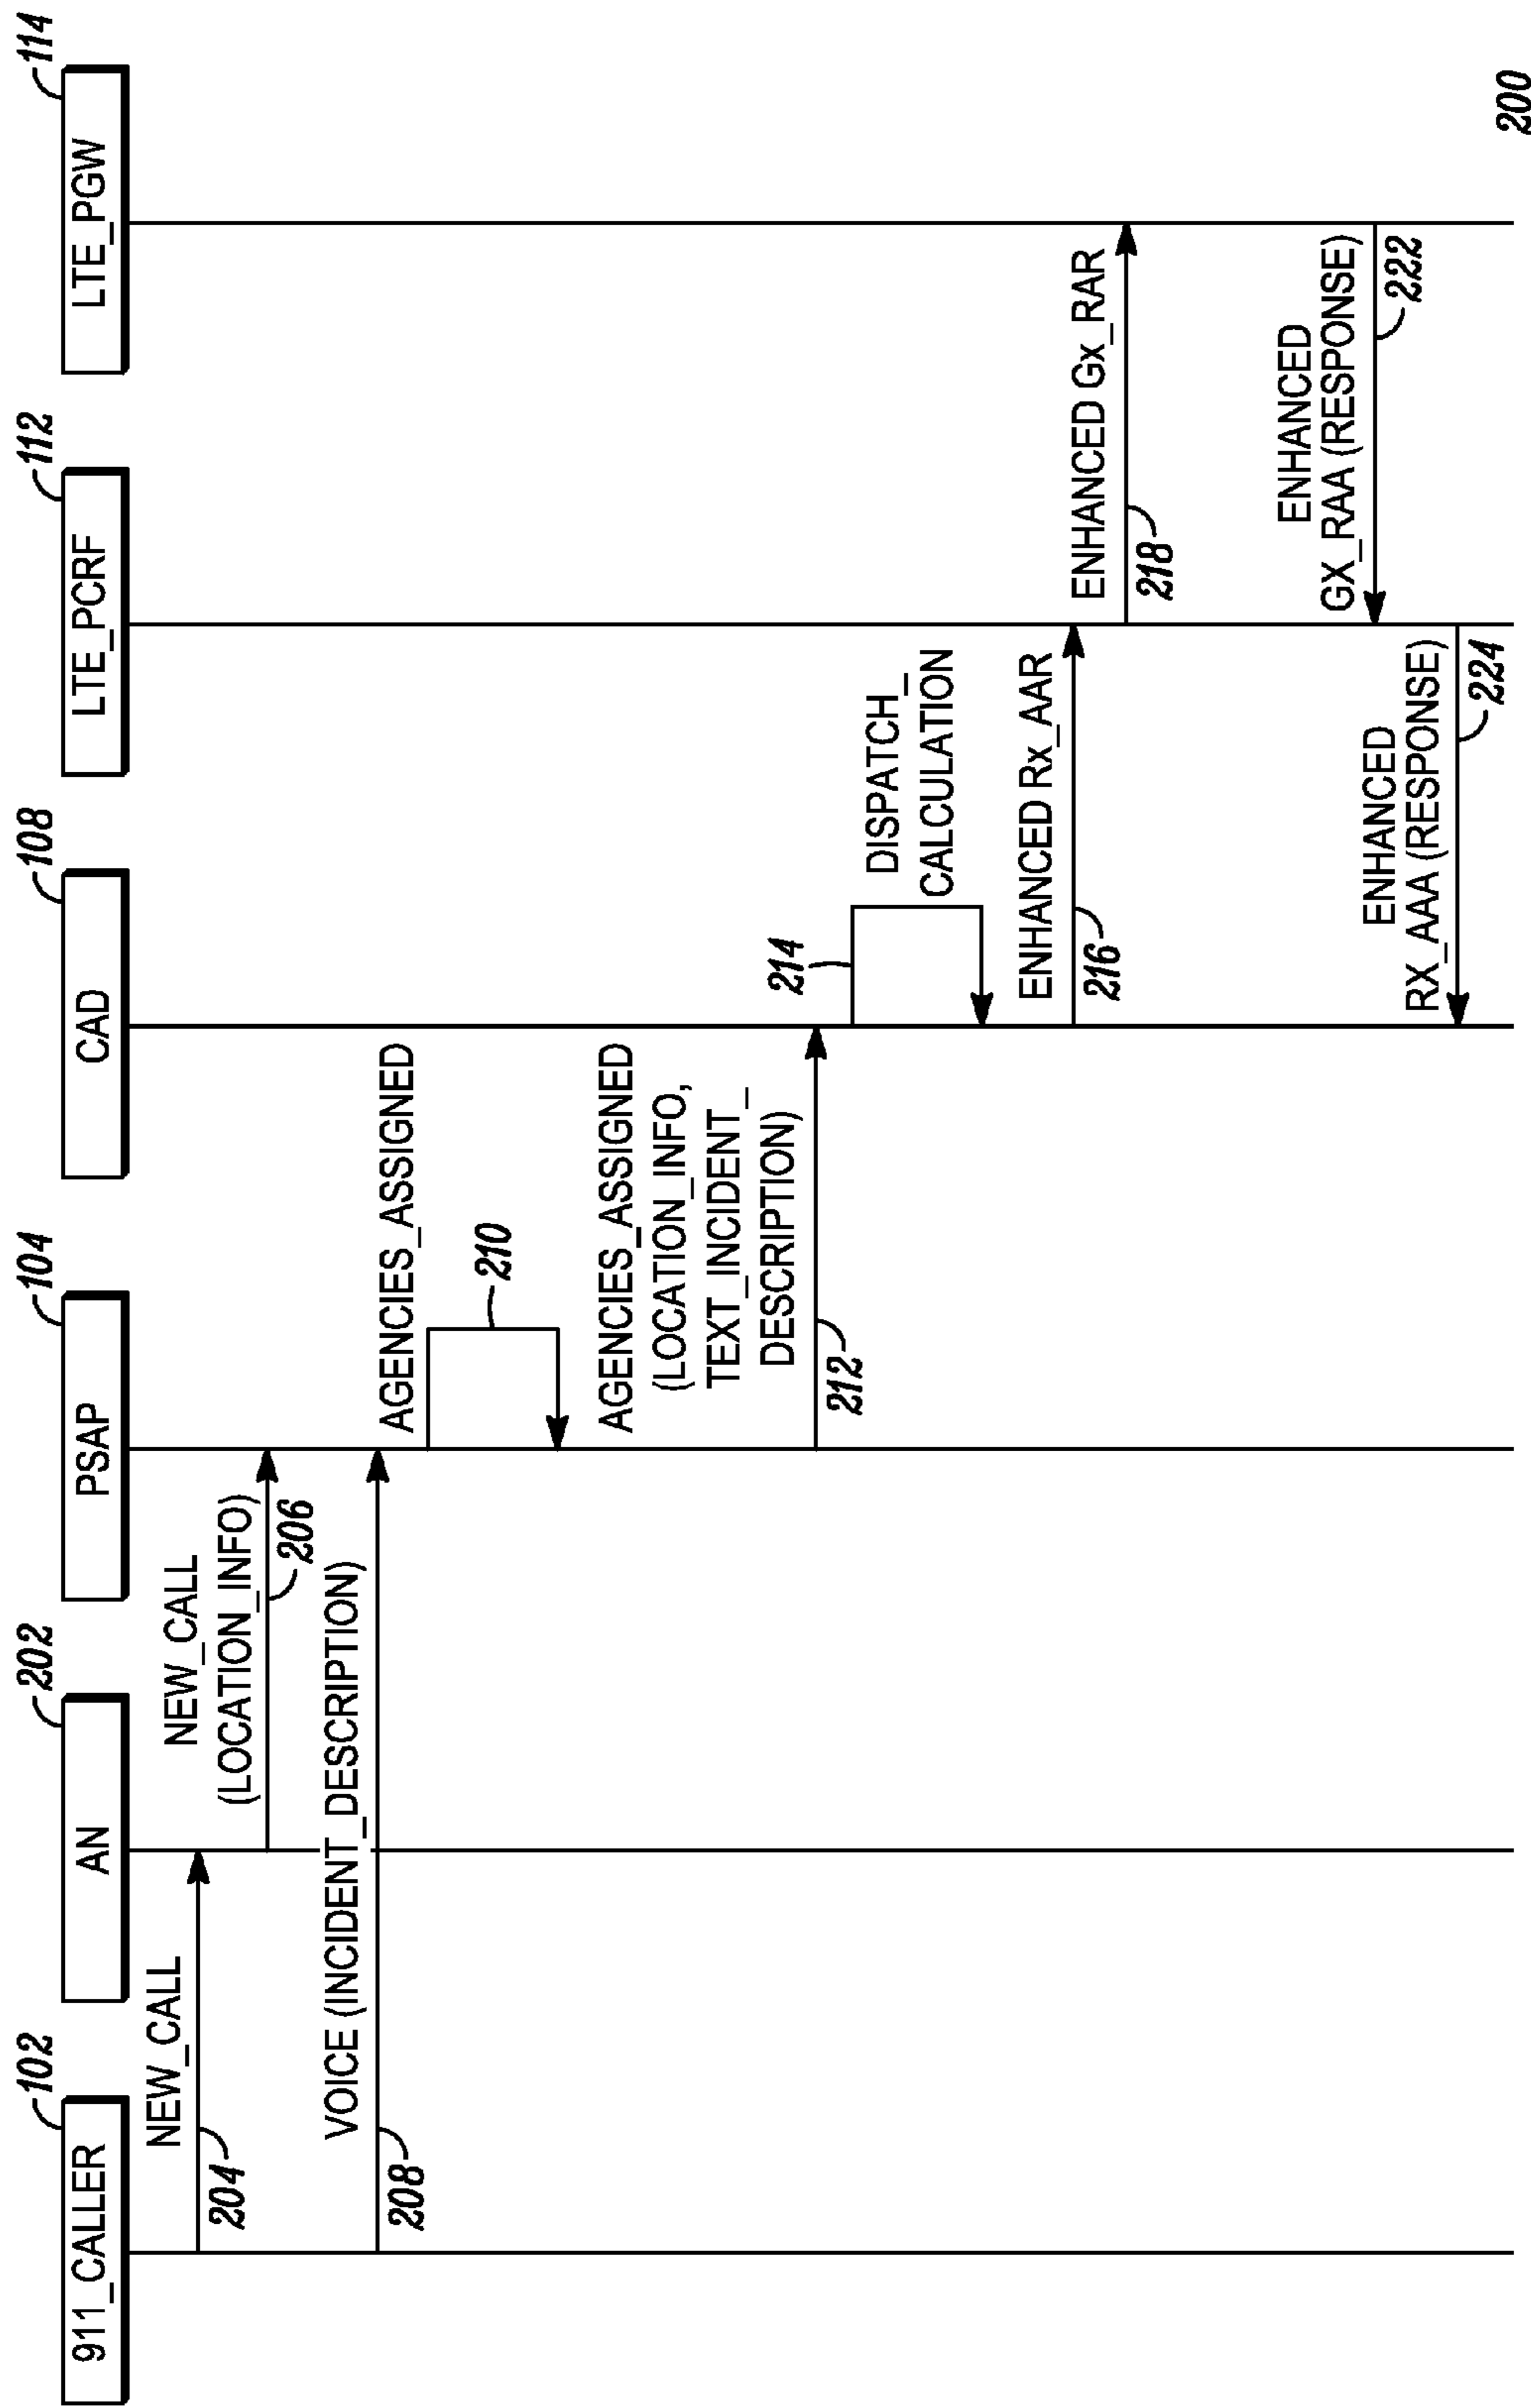 102
202
104
108
112
114
911_CALLER
AN
PSAP
CAD
LTE_PCRF
LTE_PGW
NEW_CALL
204
NEW_CALL
(LOCATION_INFO)
206
VOICE (INCIDENT_DESCRIPTION)
208
AGENCIES_ASSIGNED
210
AGENCIES_ASSIGNED
(LOCATION_INFO,
TEXT_INCIDENT_
DESCRIPTION)
212
214
DISPATCH_
CALCULATION
ENHANCED Rx_AAR
216
ENHANCED Gx_RAR
218
ENHANCED
GX_RAA (RESPONSE)
222
ENHANCED
RX_AAA (RESPONSE)
224
200